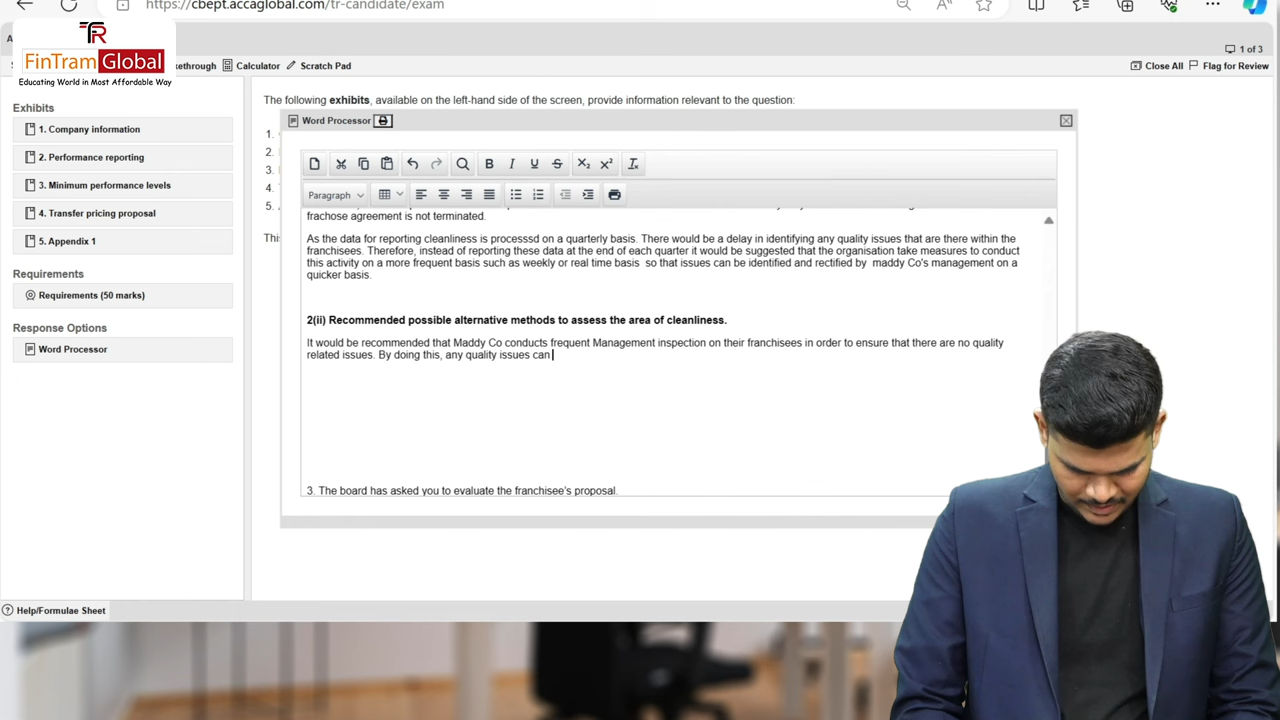 https://cbept.accaglobal.com/tr-candidate/exam
FinTram Global
Educating World in Most Affordable Way
1 of 3
Calculator
Scratch Pad
Close All
Flag for Review
Exhibits
1. Company information
2. Performance reporting
3. Minimum performance levels
4. Transfer pricing proposal
5. Appendix 1
Requirements
Requirements (50 marks)
Response Options
Word Processor
The following exhibits, available on the left-hand side of the screen, provide information relevant to the question:
1.
2.
3.
4.
5.
Word Processor
Paragraph
frachose agreement is not terminated.
As the data for reporting cleanliness is processsd on a quarterly basis. There would be a delay in identifying any quality issues that are there within the
franchisees. Therefore, instead of reporting these data at the end of each quarter it would be suggested that the organisation take measures to conduct
this activity on a more frequent basis such as weekly or real time basis so that issues can be identified and rectified by maddy Co's management on a
quicker basis.
2(ii) Recommended possible alternative methods to assess the area of cleanliness.
It would be recommended that Maddy Co conducts frequent Management inspection on their franchisees in order to ensure that there are no quality
related issues. By doing this, any quality issues can
3. The board has asked you to evaluate the franchisee's proposal.
Help/Formulae Sheet